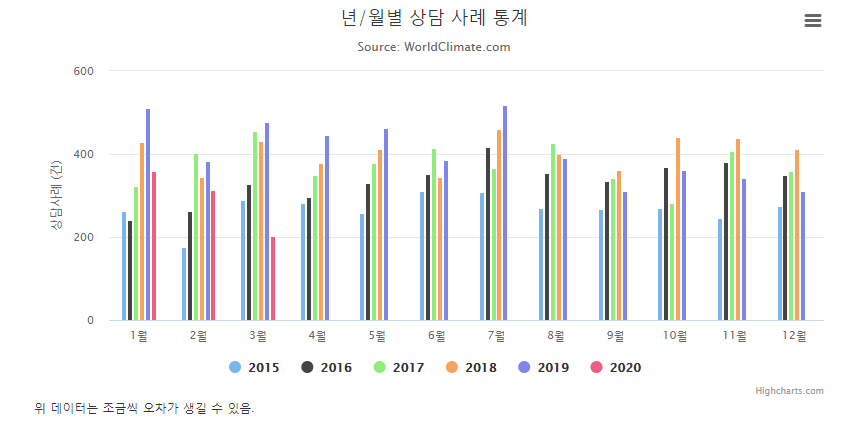 년/월별 상담 사례 통계
Source: WorldClimate.com
상담사례 (건)
600
400
200
0
1월 2월 3월 4월 5월 6월 7월 8월 9월 10월 11월 12월
2015 2016 2017 2018 2019 2020
Highcharts.com
위 데이터는 조금씩 오차가 생길 수 있음.